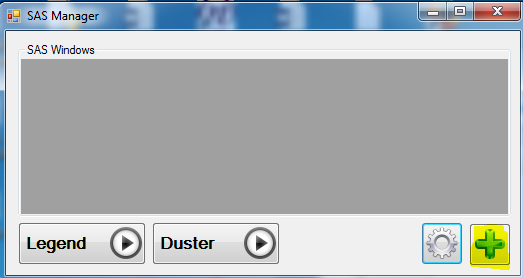 SAS Manager
SAS Windows
Legend
Duster